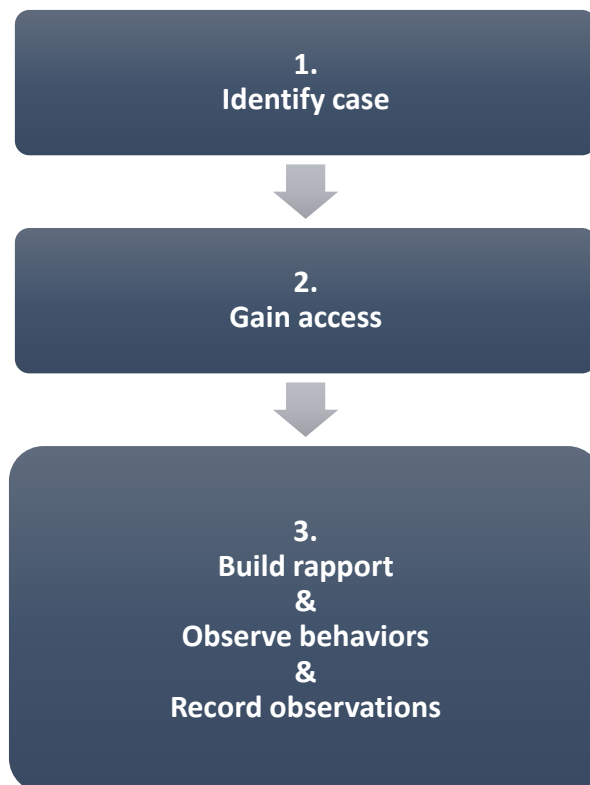 1.
Identify case
2.
Gain access
3.
Build rapport
&
Observe behaviors
&
Record observations